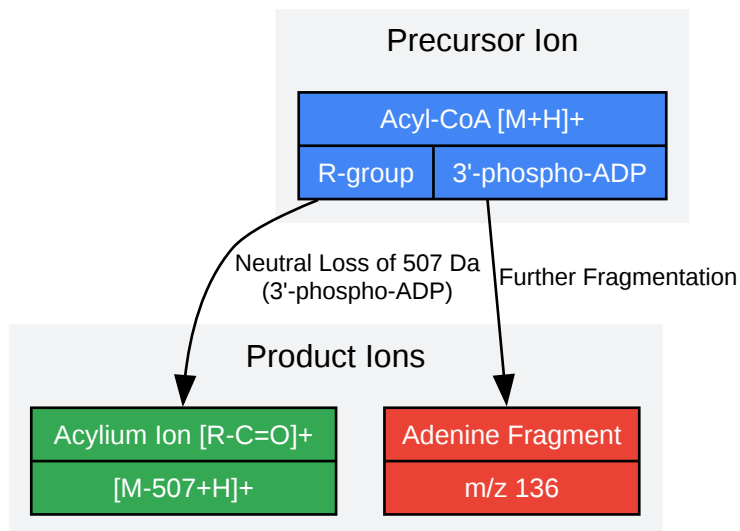 Precursor Ion
Acyl-CoA [M+H]+
R-group
3'-phospho-ADP
Neutral Loss of 507 Da
(3'-phospho-ADP)
Further Fragmentation
Product Ions
Acylium Ion [R-C=O]+
[M-507+H]+
Adenine Fragment
m/z 136